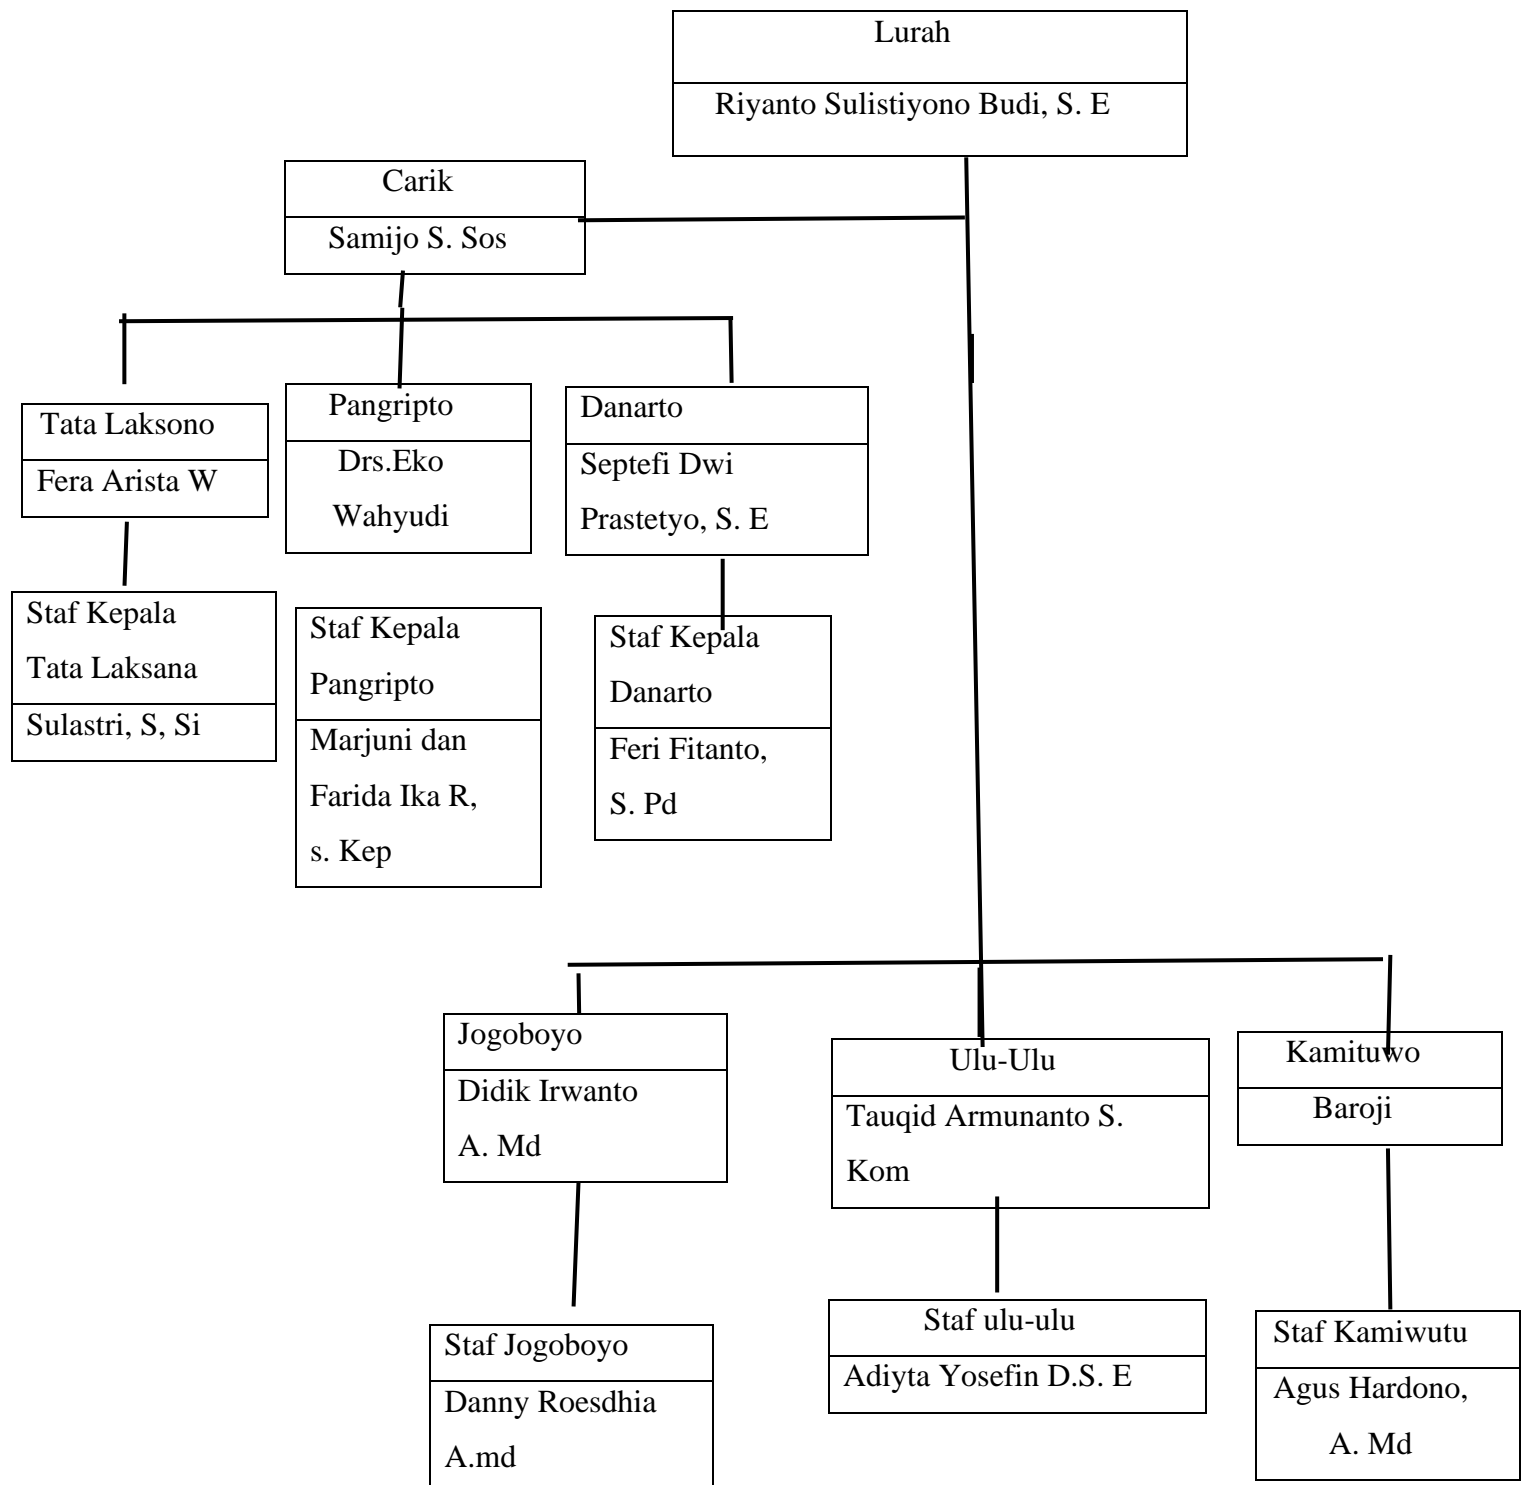 Lurah
Riyanto Sulistiyono Budi, S. E
Carik
Samijo S. Sos
Tata Laksono
Fera Arista W
Pangripto
Drs.Eko
Wahyudi
Danarto
Septefi Dwi
Prastetyo, S. E
Staf Kepala
Tata Laksana
Sulastri, S, Si
Staf Kepala
Pangripto
Marjuni dan
Farida Ika R,
s. Kep
Staf Kepala
Danarto
Feri Fitanto,
S. Pd
Jogoboyo
Didik Irwanto
A. Md
Ulu-Ulu
Tauqid Armunanto S.
Kom
Kamituwo
Baroji
Staf Jogoboyo
Danny Roesdhia
A.md
Staf ulu-ulu
Adiyta Yosefin D.S. E
Staf Kamiwutu
Agus Hardono,
A. Md